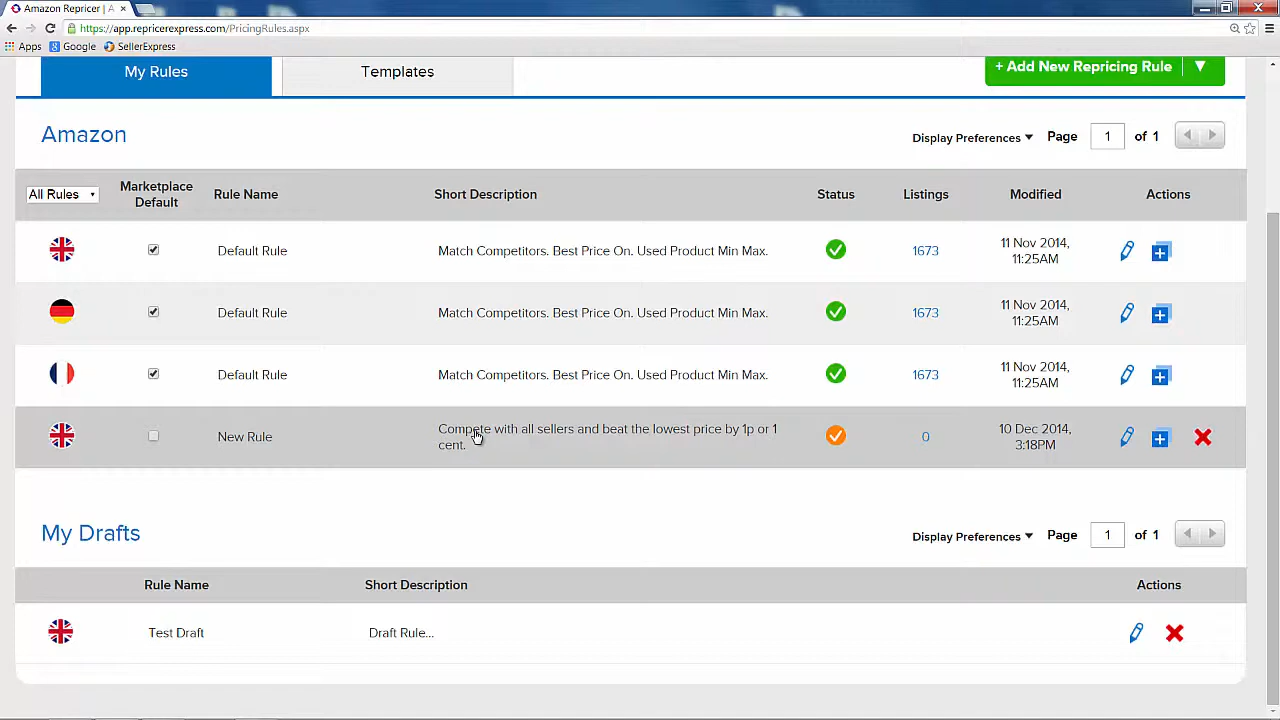 Amazon Repricer | A
https://app.repricerexpress.com/PricingRules.aspx
Apps Google SellerExpress
My Rules Templates + Add New Repricing Rule
Amazon Display Preferences Page 1 of 1
All Rules Marketplace Default Rule Name Short Description Status Listings Modified Actions
Default Rule Match Competitors. Best Price On. Used Product Min Max. 1673 11 Nov 2014, 11:25AM
Default Rule Match Competitors. Best Price On. Used Product Min Max. 1673 11 Nov 2014, 11:25AM
Default Rule Match Competitors. Best Price On. Used Product Min Max. 1673 11 Nov 2014, 11:25AM
New Rule Compete with all sellers and beat the lowest price by 1p or 1 cent. 0 10 Dec 2014, 3:18PM
My Drafts Display Preferences Page 1 of 1
Rule Name Short Description Actions
Test Draft Draft Rule...